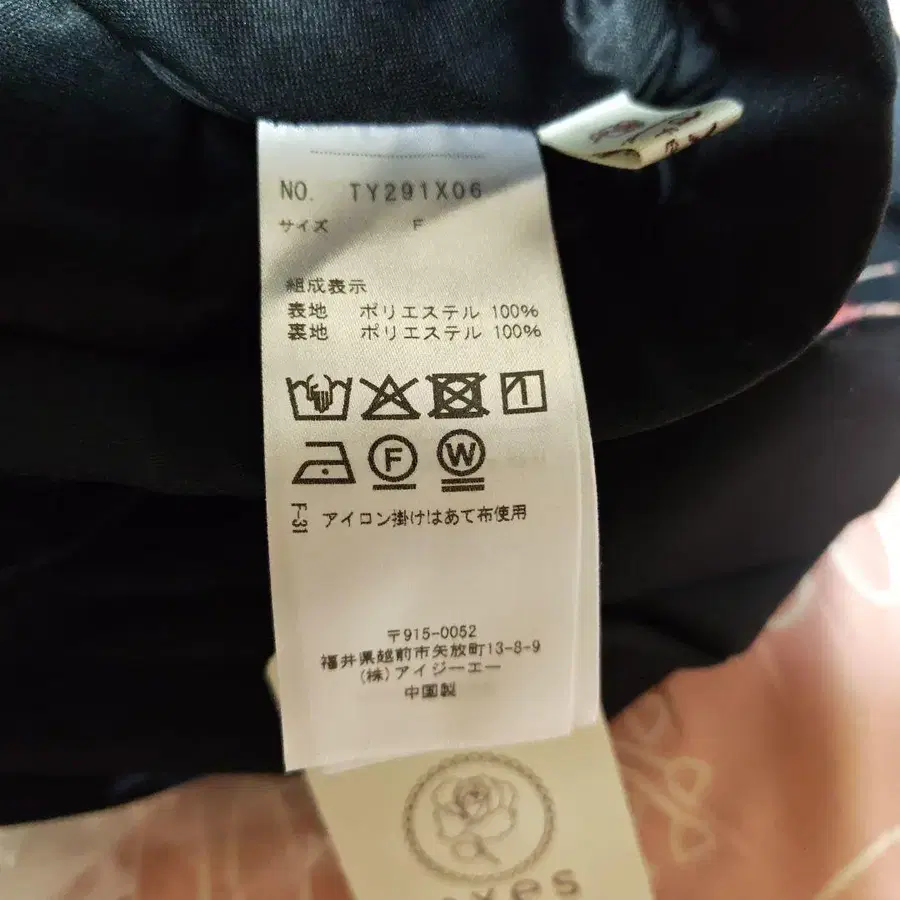 NO. TY291X06
サイズ F
組成表示
表地 ポリエステル 100%
裏地 ポリエステル 100%
F
W
F-31 アイロン掛けはあて布使用
〒915-0052
福井県越前市矢放町13-8-9
(株)アイジーエー
中国製
axes